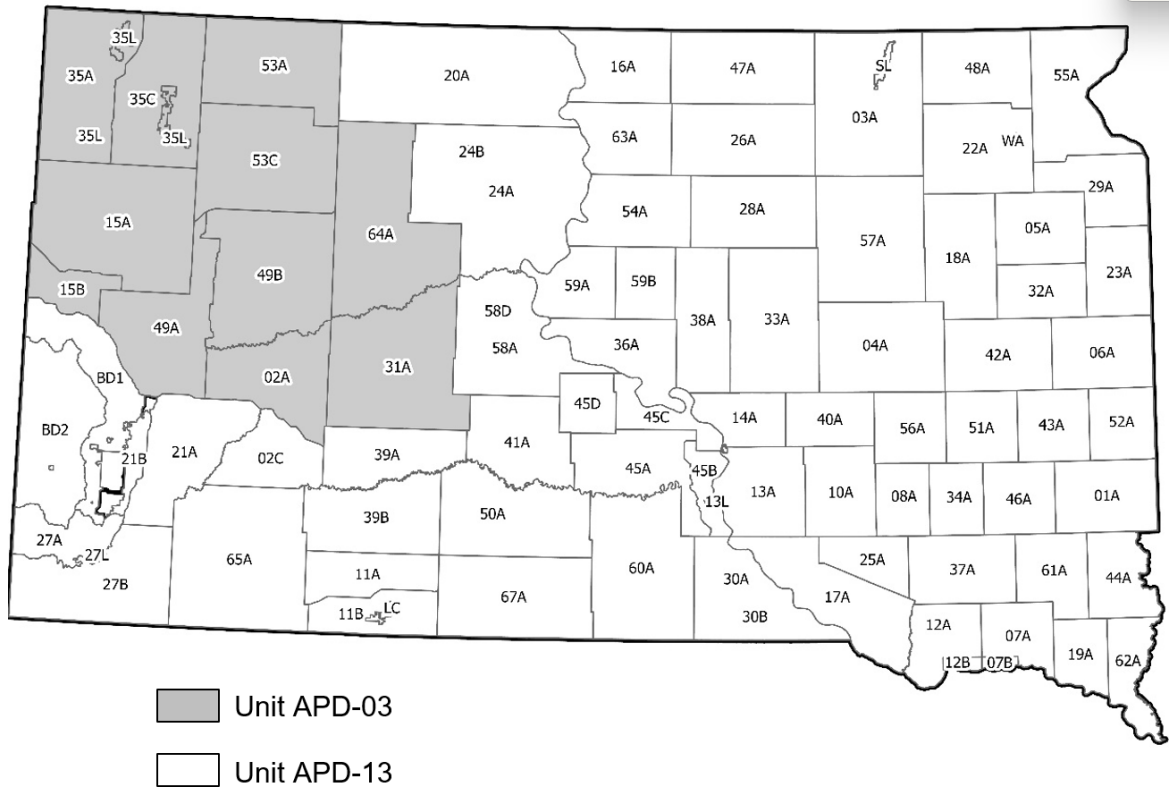 35L
53A
35A
20A
16A
47A
SL
48A
55A
35C
03A
35L
35L
63A
26A
22A
WA
53C
24B
24A
29A
15A
54A
28A
64A
57A
05A
18A
49B
23A
59A
59B
15B
32A
58D
38A
33A
49A
36A
04A
58A
42A
06A
31A
BD1
02A
45D
45C
14A
40A
56A
51A
43A
52A
BD2
21B
21A
02C
39A
41A
45A
45B
13A
10A
08A
34A
46A
01A
13L
39B
50A
27A
27L
65A
60A
25A
27B
11A
30A
37A
61A
44A
67A
17A
11B
LC
30B
12A
07A
19A
62A
12B
07B
Unit APD-03
Unit APD-13